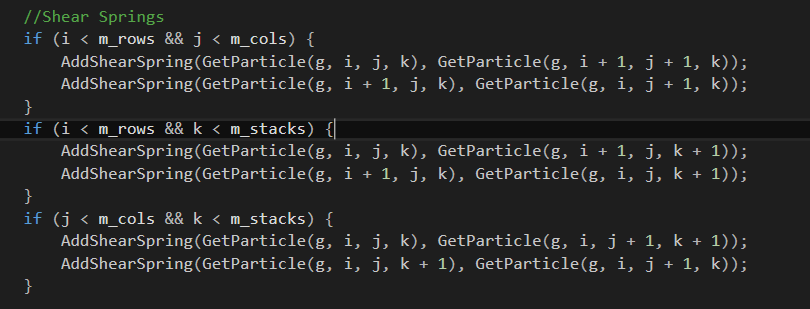 //Shear Springs
if (i < m_rows && j < m_cols) {
    AddShearSpring(GetParticle(g, i, j, k), GetParticle(g, i + 1, j + 1, k));
    AddShearSpring(GetParticle(g, i + 1, j, k), GetParticle(g, i, j + 1, k));
}
if (i < m_rows && k < m_stacks) {
    AddShearSpring(GetParticle(g, i, j, k), GetParticle(g, i + 1, j, k + 1));
    AddShearSpring(GetParticle(g, i + 1, j, k), GetParticle(g, i, j, k + 1));
}
if (j < m_cols && k < m_stacks) {
    AddShearSpring(GetParticle(g, i, j, k), GetParticle(g, i, j + 1, k + 1));
    AddShearSpring(GetParticle(g, i, j, k + 1), GetParticle(g, i, j + 1, k));
}